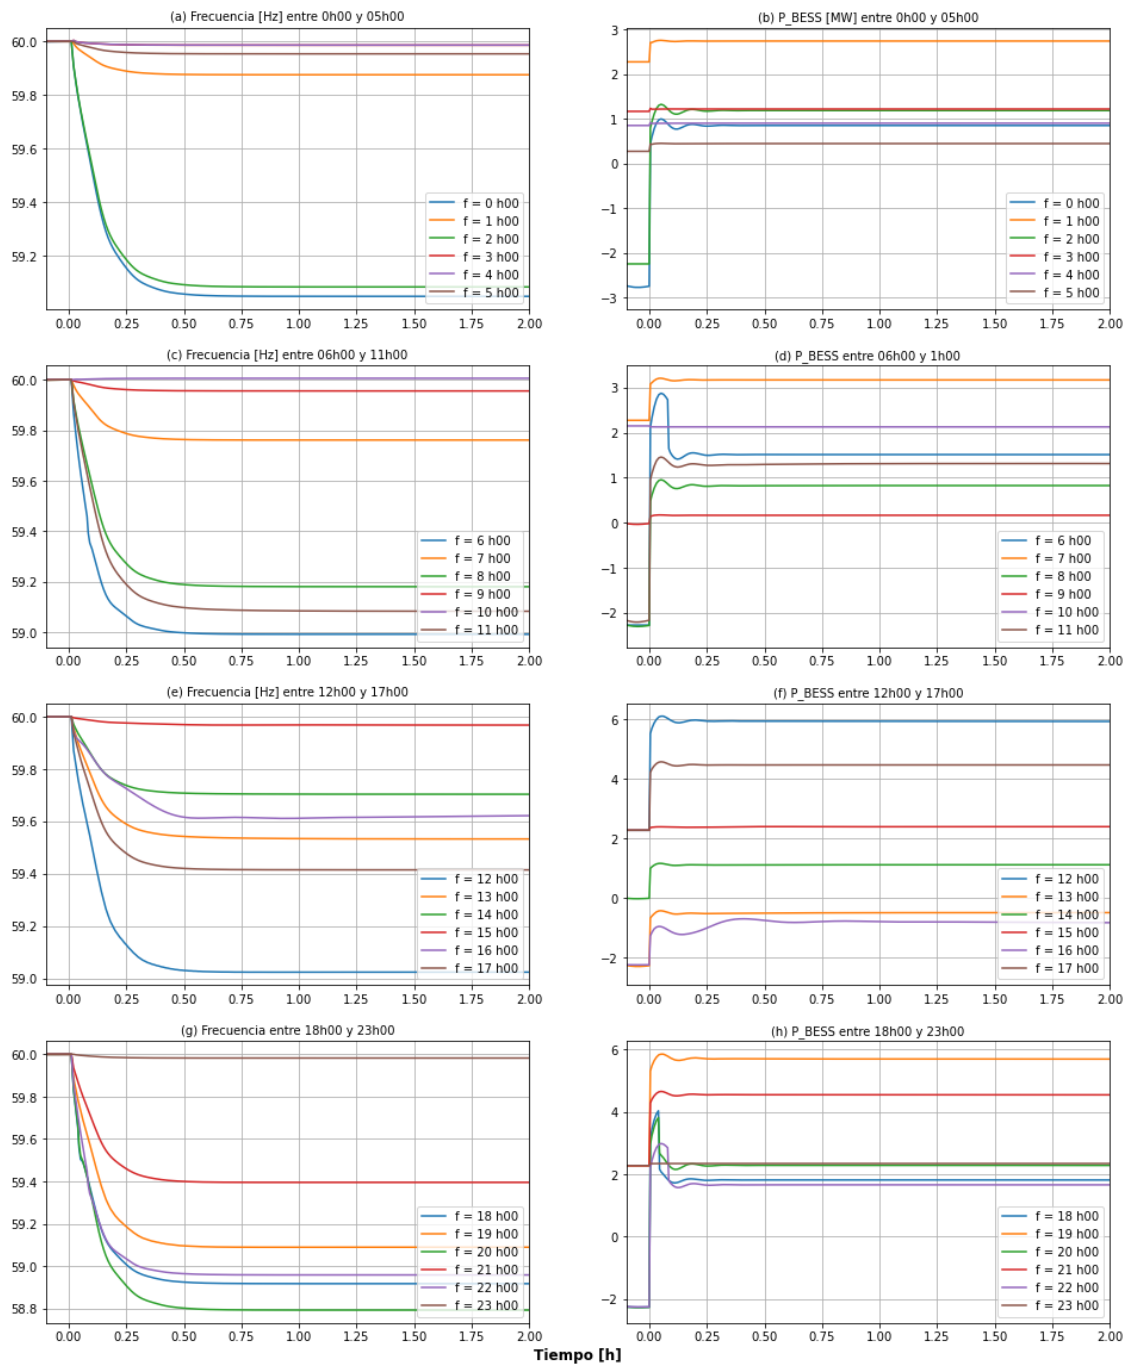 (a) Frecuencia [Hz] entre 0h00 y 05h00
60.0
59.8
59.6
59.4
59.2
f = 0 h00
f = 1 h00
f = 2 h00
f = 3 h00
f = 4 h00
f = 5 h00
0.00 0.25 0.50 0.75 1.00 1.25 1.50 1.75 2.00
(b) P_BESS [MW] entre 0h00 y 05h00
3
2
1
0
−1
−2
−3
f = 0 h00
f = 1 h00
f = 2 h00
f = 3 h00
f = 4 h00
f = 5 h00
0.00 0.25 0.50 0.75 1.00 1.25 1.50 1.75 2.00
(c) Frecuencia [Hz] entre 06h00 y 11h00
60.0
59.8
59.6
59.4
59.2
59.0
f = 6 h00
f = 7 h00
f = 8 h00
f = 9 h00
f = 10 h00
f = 11 h00
0.00 0.25 0.50 0.75 1.00 1.25 1.50 1.75 2.00
(d) P_BESS entre 06h00 y 1h00
3
2
1
0
−1
−2
f = 6 h00
f = 7 h00
f = 8 h00
f = 9 h00
f = 10 h00
f = 11 h00
0.00 0.25 0.50 0.75 1.00 1.25 1.50 1.75 2.00
(e) Frecuencia [Hz] entre 12h00 y 17h00
60.0
59.8
59.6
59.4
59.2
59.0
f = 12 h00
f = 13 h00
f = 14 h00
f = 15 h00
f = 16 h00
f = 17 h00
0.00 0.25 0.50 0.75 1.00 1.25 1.50 1.75 2.00
(f) P_BESS entre 12h00 y 17h00
6
4
2
0
−2
f = 12 h00
f = 13 h00
f = 14 h00
f = 15 h00
f = 16 h00
f = 17 h00
0.00 0.25 0.50 0.75 1.00 1.25 1.50 1.75 2.00
(g) Frecuencia entre 18h00 y 23h00
60.0
59.8
59.6
59.4
59.2
59.0
58.8
f = 18 h00
f = 19 h00
f = 20 h00
f = 21 h00
f = 22 h00
f = 23 h00
0.00 0.25 0.50 0.75 1.00 1.25 1.50 1.75 2.00
(h) P_BESS entre 18h00 y 23h00
6
4
2
0
−2
f = 18 h00
f = 19 h00
f = 20 h00
f = 21 h00
f = 22 h00
f = 23 h00
0.00 0.25 0.50 0.75 1.00 1.25 1.50 1.75 2.00
Tiempo [h]